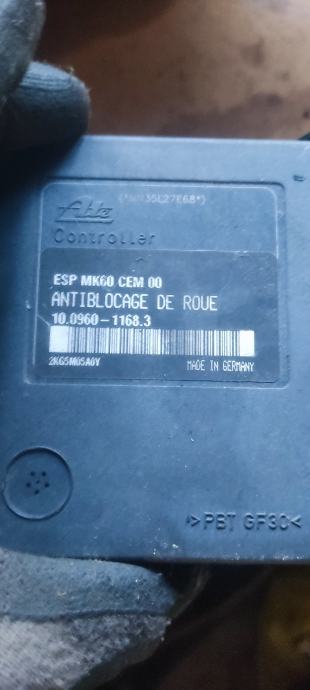 Ate
Controller
ESP MK60 CEM 00
ANTIBLOCAGE DE ROUE
10.0960-1168.3
2KG5M05A0Y MADE IN GERMANY
>PBT GF30<